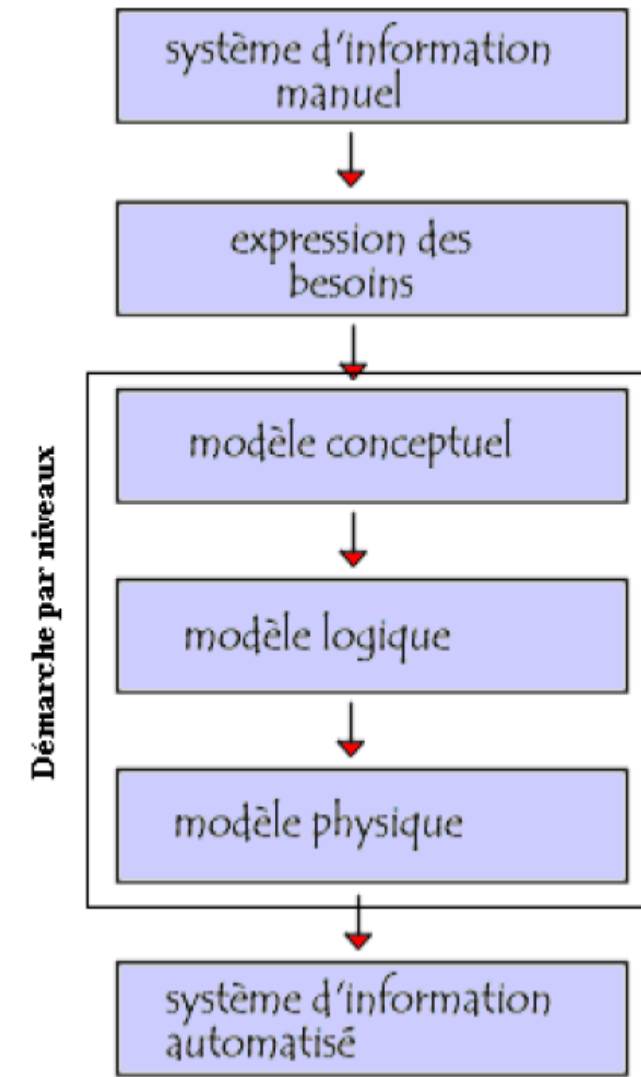 système d'information
manuel
expression des
besoins
Démarche par niveaux
modèle conceptuel
modèle logique
modèle physique
système d'information
automatisé